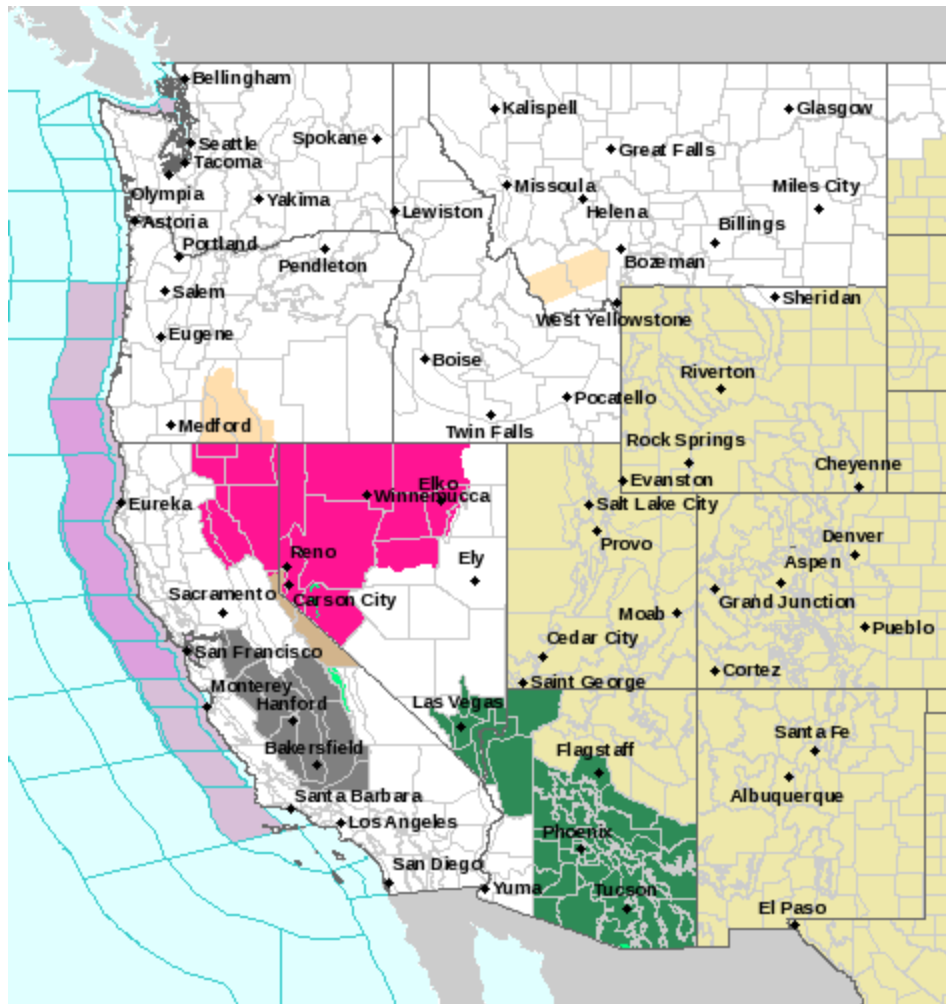 Bellingham
Kalispell
Glasgow
Seattle
Spokane
Great Falls
Tacoma
Olympia
Yakima
Missoula
Helena
Miles City
Lewiston
Astoria
Billings
Portland
Pendleton
Bozeman
Salem
Sheridan
West Yellowstone
Eugene
Boise
Riverton
Pocatello
Medford
Twin Falls
Rock Springs
Cheyenne
Elko
Evanston
Winnemucca
Eureka
Salt Lake City
Provo
Denver
Reno
Ely
Aspen
Sacramento
Carson City
Grand Junction
Moab
Pueblo
San Francisco
Cedar City
Cortez
Monterey
Saint George
Hanford
Las Vegas
Santa Fe
Bakersfield
Flagstaff
Albuquerque
Santa Barbara
Los Angeles
Phoenix
San Diego
Yuma
Tucson
El Paso